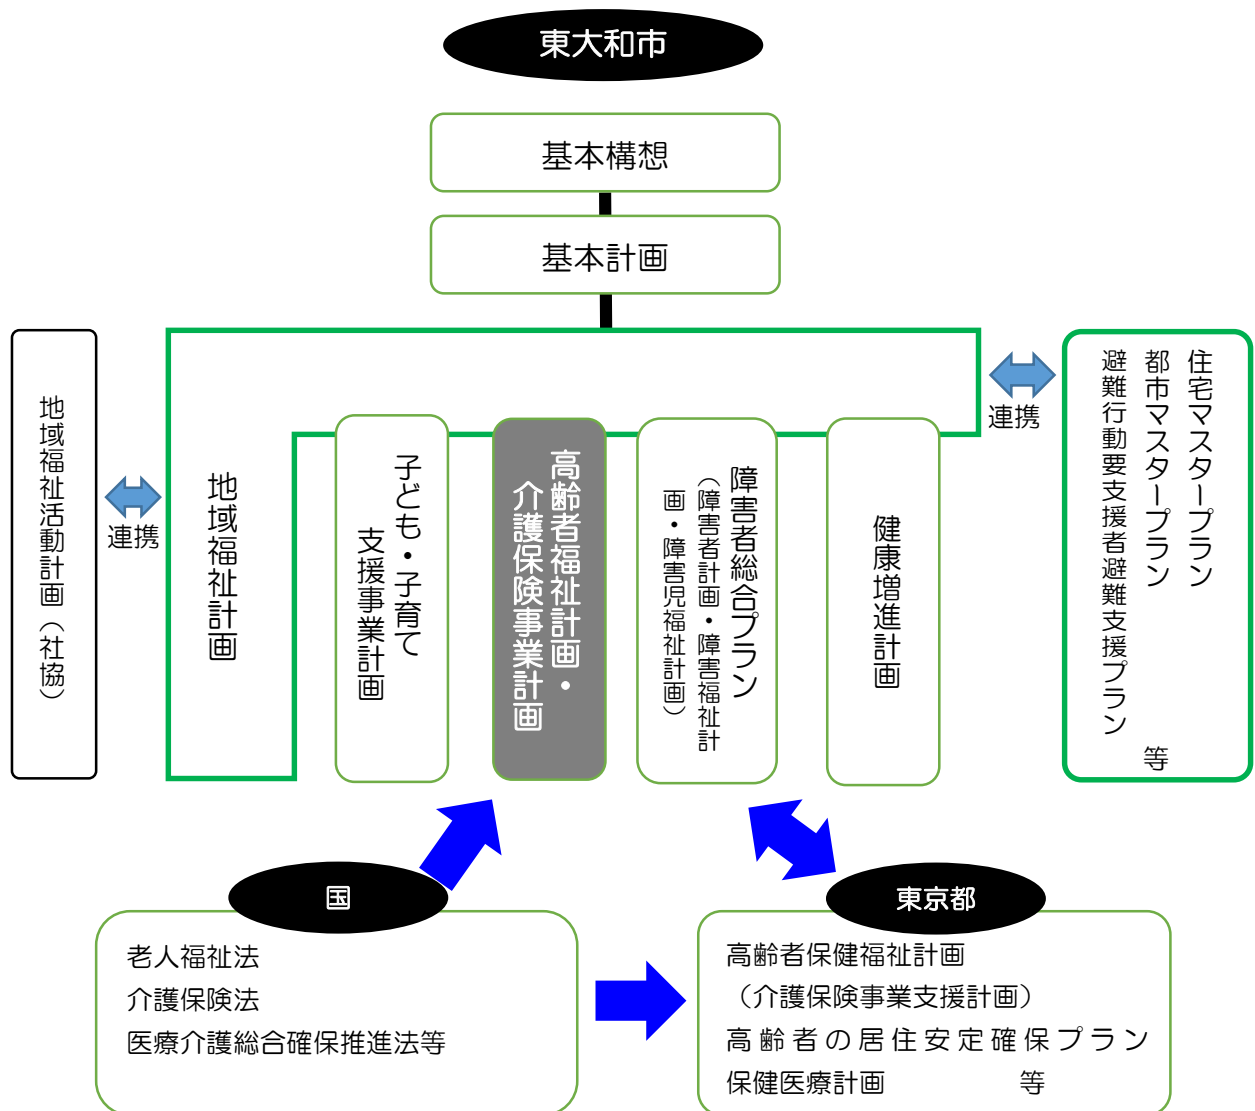 東大和市
基本構想
基本計画
地域福祉活動計画（社協）
連携
地域福祉計画
子ども・子育て
支援事業計画
高齢者福祉計画・
介護保険事業計画
障害者総合プラン
（障害者計画・障害福祉計
画・障害児福祉計画）
健康増進計画
連携
住宅マスタープラン
都市マスタープラン
避難行動要支援者避難支援プラン
等
国
老人福祉法
介護保険法
医療介護総合確保推進法等
東京都
高齢者保健福祉計画
（介護保険事業支援計画）
高齢者の居住安定確保プラン
保健医療計画　　　　　等